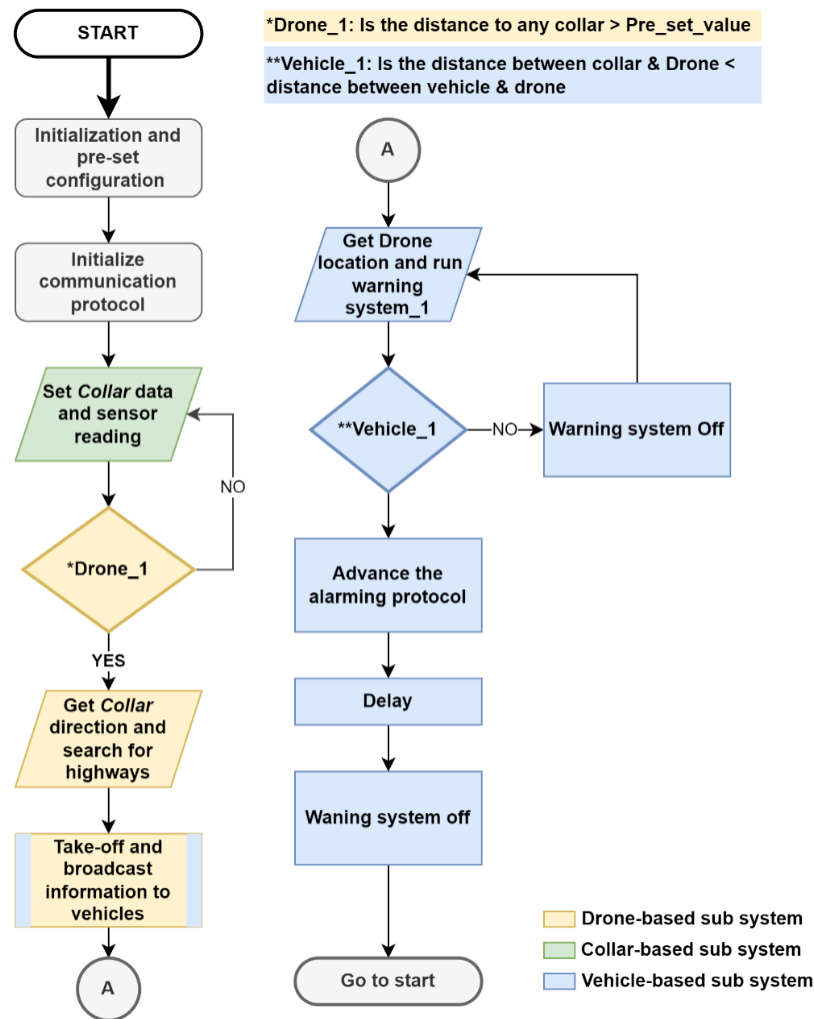 START
Initialization and
pre-set
configuration
Initialize
communication
protocol
Set Collar data
and sensor
reading
NO
*Drone_1
YES
Get Collar
direction and
search for
highways
Take-off and
broadcast
information to
vehicles
A
*Drone_1: Is the distance to any collar > Pre_set_value
**Vehicle_1: Is the distance between collar & Drone <
distance between vehicle & drone
A
Get Drone
location and run
warning
system_1
**Vehicle_1
NO
Warning system Off
Advance the
alarming protocol
Delay
Waning system off
Go to start
Drone-based sub system
Collar-based sub system
Vehicle-based sub system